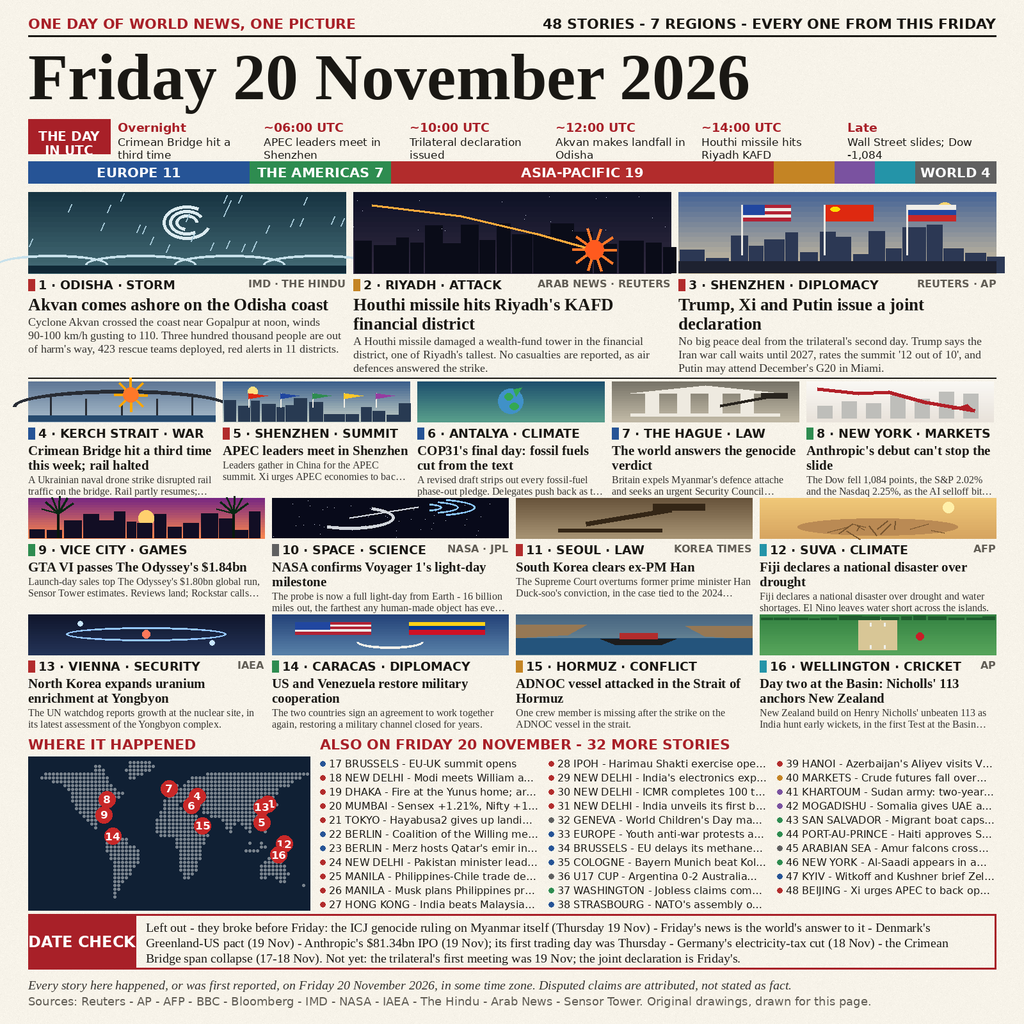 ONE DAY OF WORLD NEWS, ONE PICTURE
48 STORIES - 7 REGIONS - EVERY ONE FROM THIS FRIDAY
Friday 20 November 2026
THE DAY
IN UTC
Overnight
Crimean Bridge hit a
third time
~06:00 UTC
APEC leaders meet in
Shenzhen
~10:00 UTC
Trilateral declaration
issued
~12:00 UTC
Akvan makes landfall in
Odisha
~14:00 UTC
Houthi missile hits
Riyadh KAFD
Late
Wall Street slides; Dow
-1,084
EUROPE 11
THE AMERICAS 7
ASIA-PACIFIC 19
WORLD 4
1 · ODISHA · STORM
IMD · THE HINDU
Akvan comes ashore on the Odisha coast
Cyclone Akvan crossed the coast near Gopalpur at noon, winds
90-100 km/h gusting to 110. Three hundred thousand people are out
of harm's way, 423 rescue teams deployed, red alerts in 11 districts.
2 · RIYADH · ATTACK
ARAB NEWS · REUTERS
Houthi missile hits Riyadh's KAFD
financial district
A Houthi missile damaged a wealth-fund tower in the financial
district, one of Riyadh's tallest. No casualties are reported, as air
defences answered the strike.
3 · SHENZHEN · DIPLOMACY
REUTERS · AP
Trump, Xi and Putin issue a joint
declaration
No big peace deal from the trilateral's second day. Trump says the
Iran war call waits until 2027, rates the summit '12 out of 10', and
Putin may attend December's G20 in Miami.
4 · KERCH STRAIT · WAR
Crimean Bridge hit a third time
this week; rail halted
A Ukrainian naval drone strike disrupted rail
traffic on the bridge. Rail partly resumes;…
5 · SHENZHEN · SUMMIT
APEC leaders meet in Shenzhen
Leaders gather in China for the APEC
summit. Xi urges APEC economies to bac…
6 · ANTALYA · CLIMATE
COP31's final day: fossil fuels
cut from the text
A revised draft strips out every fossil-fuel
phase-out pledge. Delegates push back as t…
7 · THE HAGUE · LAW
The world answers the genocide
verdict
Britain expels Myanmar's defence attache
and seeks an urgent Security Council…
8 · NEW YORK · MARKETS
Anthropic's debut can't stop the
slide
The Dow fell 1,084 points, the S&P 2.02%
and the Nasdaq 2.25%, as the AI selloff bit…
9 · VICE CITY · GAMES
GTA VI passes The Odyssey's $1.84bn
Launch-day sales top The Odyssey's $1.80bn global run,
Sensor Tower estimates. Reviews land; Rockstar calls…
10 · SPACE · SCIENCE
NASA · JPL
NASA confirms Voyager 1's light-day
milestone
The probe is now a full light-day from Earth - 16 billion
miles out, the farthest any human-made object has eve…
11 · SEOUL · LAW
KOREA TIMES
South Korea clears ex-PM Han
The Supreme Court overturns former prime minister Han
Duck-soo's conviction, in the case tied to the 2024…
12 · SUVA · CLIMATE
AFP
Fiji declares a national disaster over
drought
Fiji declares a national disaster over drought and water
shortages. El Nino leaves water short across the islands.
13 · VIENNA · SECURITY
IAEA
North Korea expands uranium
enrichment at Yongbyon
The UN watchdog reports growth at the nuclear site, in
its latest assessment of the Yongbyon complex.
14 · CARACAS · DIPLOMACY
US and Venezuela restore military
cooperation
The two countries sign an agreement to work together
again, restoring a military channel closed for years.
15 · HORMUZ · CONFLICT
ADNOC vessel attacked in the Strait of
Hormuz
One crew member is missing after the strike on the
ADNOC vessel in the strait.
16 · WELLINGTON · CRICKET
AP
Day two at the Basin: Nicholls' 113
anchors New Zealand
New Zealand build on Henry Nicholls' unbeaten 113 as
India hunt early wickets, in the first Test at the Basin…
WHERE IT HAPPENED
8
9
14
7
4
6
15
13
1
5
12
16
ALSO ON FRIDAY 20 NOVEMBER - 32 MORE STORIES
17 BRUSSELS - EU-UK summit opens
18 NEW DELHI - Modi meets William a…
19 DHAKA - Fire at the Yunus home; ar…
20 MUMBAI - Sensex +1.21%, Nifty +1…
21 TOKYO - Hayabusa2 gives up landi…
22 BERLIN - Coalition of the Willing me…
23 BERLIN - Merz hosts Qatar's emir in…
24 NEW DELHI - Pakistan minister lead…
25 MANILA - Philippines-Chile trade de…
26 MANILA - Musk plans Philippines pr…
27 HONG KONG - India beats Malaysia…
28 IPOH - Harimau Shakti exercise ope…
29 NEW DELHI - India's electronics exp…
30 NEW DELHI - ICMR completes 100 t…
31 NEW DELHI - India unveils its first b…
32 GENEVA - World Children's Day ma…
33 EUROPE - Youth anti-war protests a…
34 BRUSSELS - EU delays its methane…
35 COLOGNE - Bayern Munich beat Kol…
36 U17 CUP - Argentina 0-2 Australia…
37 WASHINGTON - Jobless claims com…
38 STRASBOURG - NATO's assembly o…
39 HANOI - Azerbaijan's Aliyev visits V…
40 MARKETS - Crude futures fall over…
41 KHARTOUM - Sudan army: two-year…
42 MOGADISHU - Somalia gives UAE a…
43 SAN SALVADOR - Migrant boat caps…
44 PORT-AU-PRINCE - Haiti approves S…
45 ARABIAN SEA - Amur falcons cross…
46 NEW YORK - Al-Saadi appears in a…
47 KYIV - Witkoff and Kushner brief Zel…
48 BEIJING - Xi urges APEC to back op…
DATE CHECK
Left out - they broke before Friday: the ICJ genocide ruling on Myanmar itself (Thursday 19 Nov) - Friday's news is the world's answer to it - Denmark's
Greenland-US pact (19 Nov) - Anthropic's $81.34bn IPO (19 Nov); its first trading day was Thursday - Germany's electricity-tax cut (18 Nov) - the Crimean
Bridge span collapse (17-18 Nov). Not yet: the trilateral's first meeting was 19 Nov; the joint declaration is Friday's.
Every story here happened, or was first reported, on Friday 20 November 2026, in some time zone. Disputed claims are attributed, not stated as fact.
Sources: Reuters - AP - AFP - BBC - Bloomberg - IMD - NASA - IAEA - The Hindu - Arab News - Sensor Tower. Original drawings, drawn for this page.